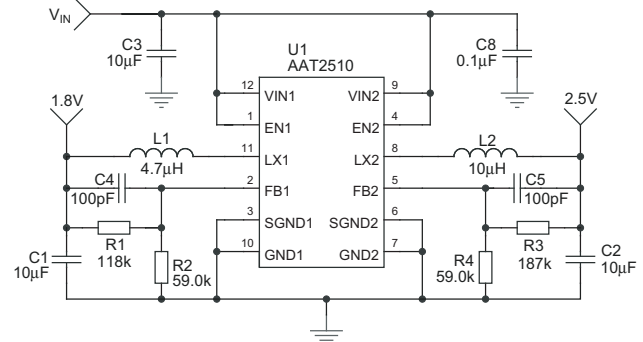 VIN
C3
10μF
U1
AAT2510
C8
0.1μF
1.8V
2.5V
12 VIN1 VIN2 9
1 EN1 EN2 4
11 LX1 LX2 8
2 FB1 FB2 5
3 SGND1 SGND2 6
10 GND1 GND2 7
L1
4.7μH
L2
10μH
C4
100pF
C5
100pF
R1
118k
R3
187k
C1
10μF
R2
59.0k
R4
59.0k
C2
10μF